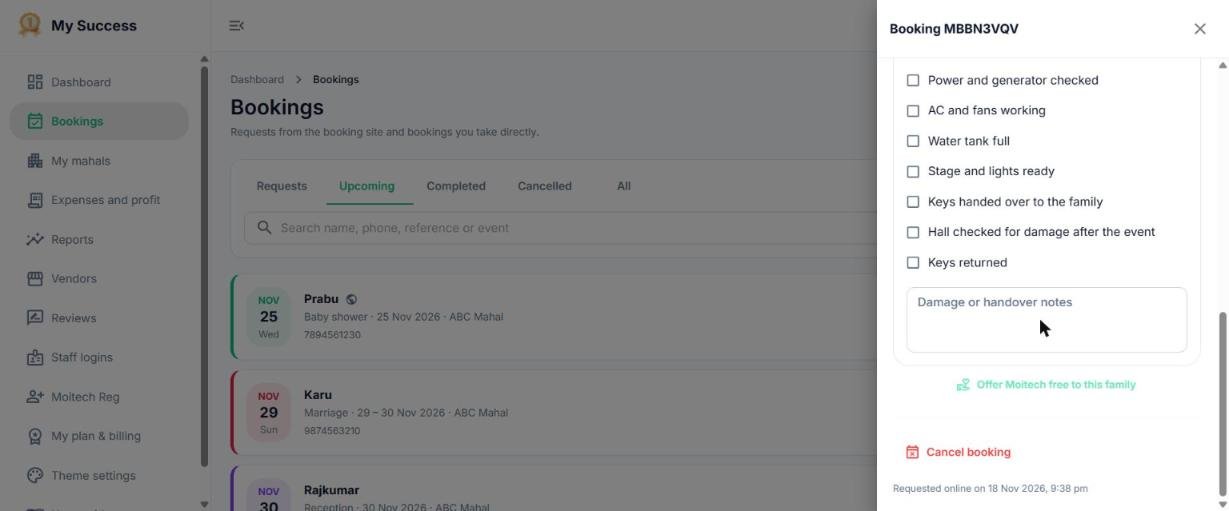 My Success
Dashboard
Bookings
My mahals
Expenses and profit
Reports
Vendors
Reviews
Staff logins
Moitech Reg
My plan & billing
Theme settings
Dashboard > Bookings
Bookings
Requests from the booking site and bookings you take directly.
Requests Upcoming Completed Cancelled All
Search name, phone, reference or event
NOV
25
Wed
Prabu
Baby shower · 25 Nov 2026 · ABC Mahal
7894561230
NOV
29
Sun
Karu
Marriage · 29 – 30 Nov 2026 · ABC Mahal
9874563210
NOV
30
Rajkumar
Reception · 30 Nov 2026 · ABC Mahal
Booking MBBN3VQV
Power and generator checked
AC and fans working
Water tank full
Stage and lights ready
Keys handed over to the family
Hall checked for damage after the event
Keys returned
Damage or handover notes
Offer Moitech free to this family
Cancel booking
Requested online on 18 Nov 2026, 9:38 pm